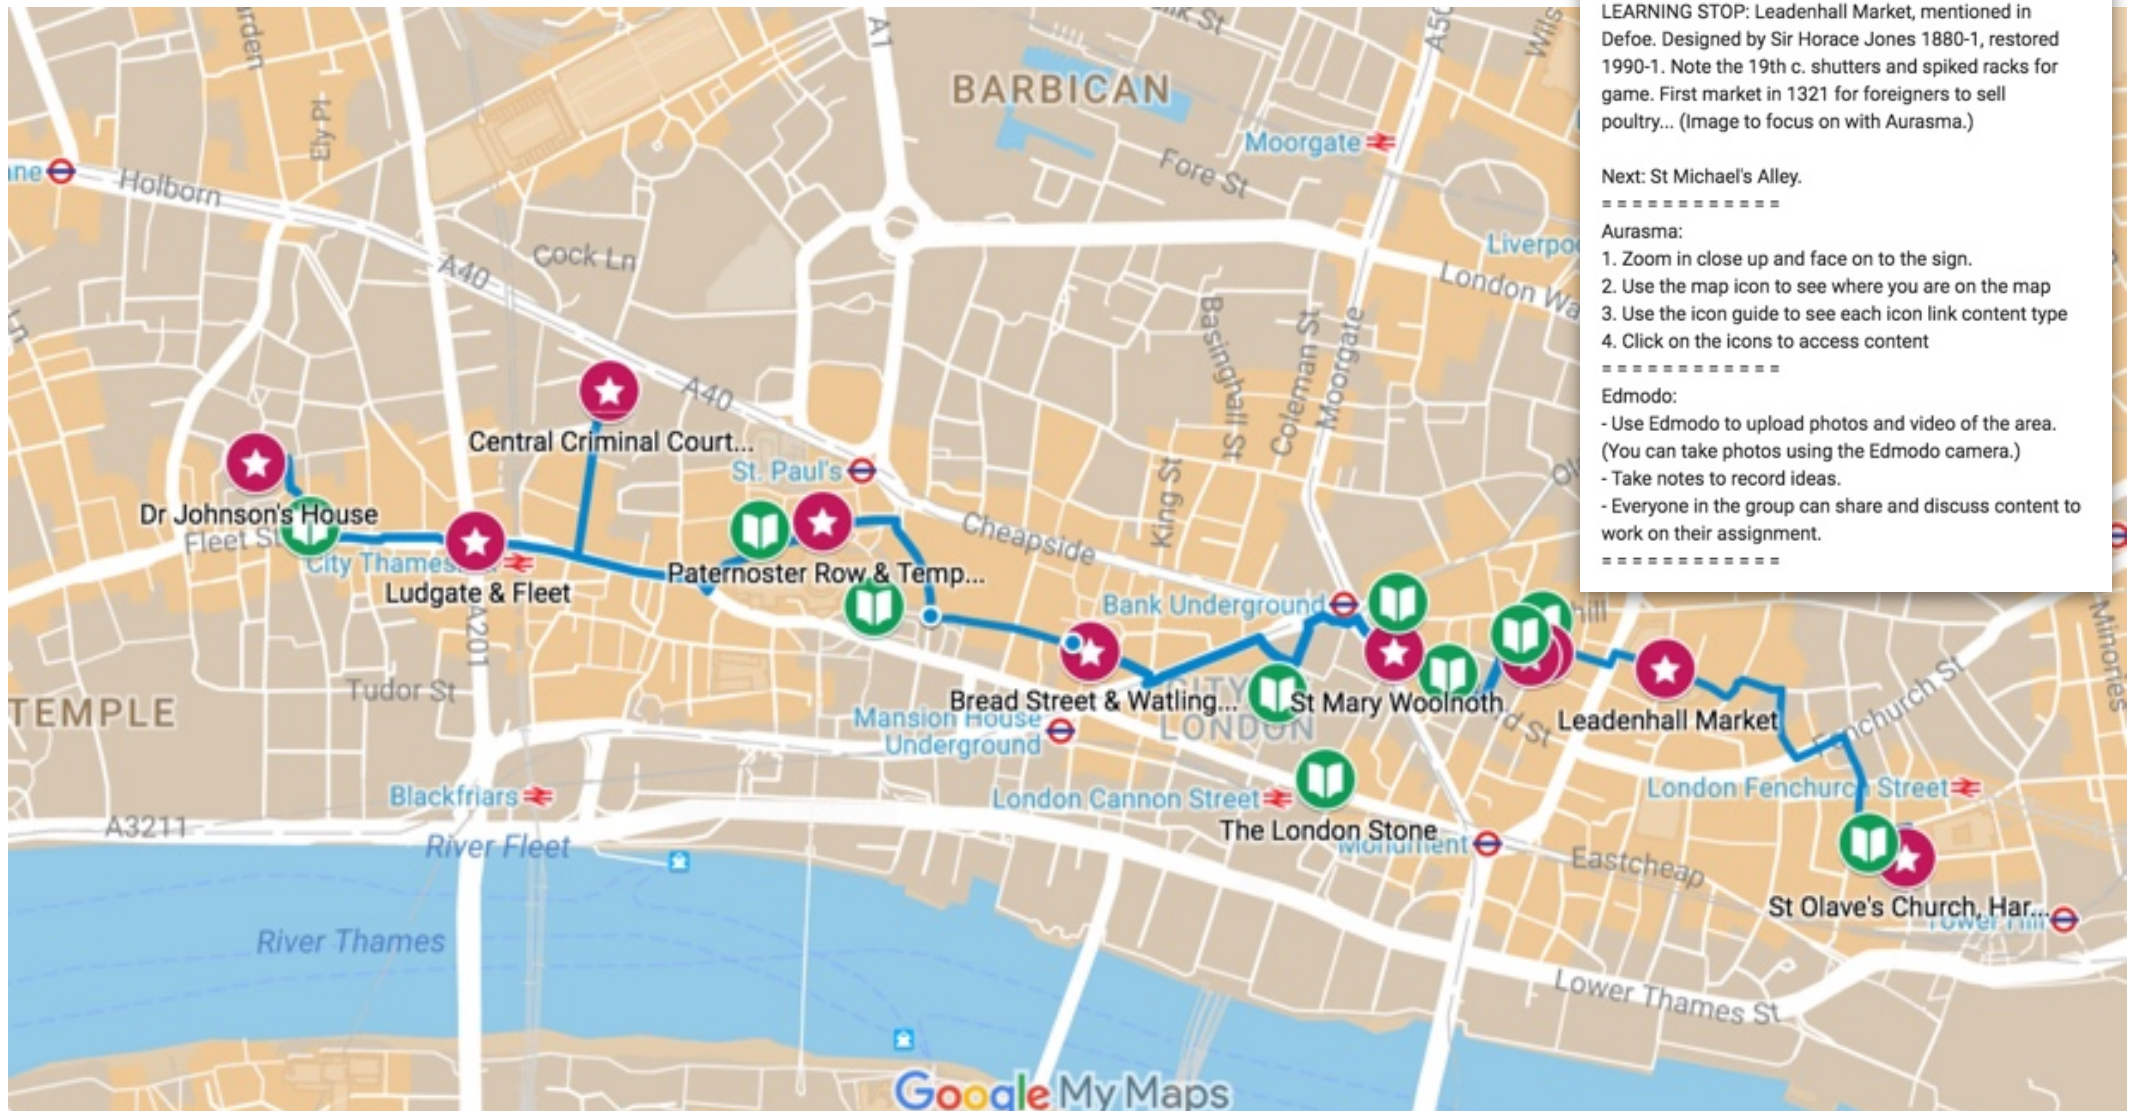 LEARNING STOP: Leadenhall Market, mentioned in
Defoe. Designed by Sir Horace Jones 1880-1, restored
1990-1. Note the 19th c. shutters and spiked racks for
game. First market in 1321 for foreigners to sell
poultry... (Image to focus on with Aurasma.)
Next: St Michael's Alley.
= = = = = = = = = = = =
Aurasma:
1. Zoom in close up and face on to the sign.
2. Use the map icon to see where you are on the map
3. Use the icon guide to see each icon link content type
4. Click on the icons to access content
= = = = = = = = = = = =
Edmodo:
- Use Edmodo to upload photos and video of the area.
(You can take photos using the Edmodo camera.)
- Take notes to record ideas.
- Everyone in the group can share and discuss content to
work on their assignment.
= = = = = = = = = = = =
A1
BARBICAN
Ely Pl
Moorgate
Fore St
Holborn
Cock Ln
A40
London Wa
Liverpo
Basinghall St
Coleman St
Moorgate
A40
Central Criminal Court...
St. Paul's
King St
Cheapside
Dr Johnson's House
Fleet St
City Thames
Ludgate & Fleet
Paternoster Row & Temp...
Bank Underground
hill
Minories
A201
Tudor St
TEMPLE
Bread Street & Watling...
St Mary Woolnoth
CITY
LONDON
Mansion House
Underground
Leadenhall Market
Fenchurch St
rd St
Blackfriars
London Cannon Street
London Fenchurch Street
A3211
River Fleet
The London Stone
Monument
Eastcheap
St Olave's Church, Har...
Tower Hill
River Thames
Lower Thames St
Google My Maps